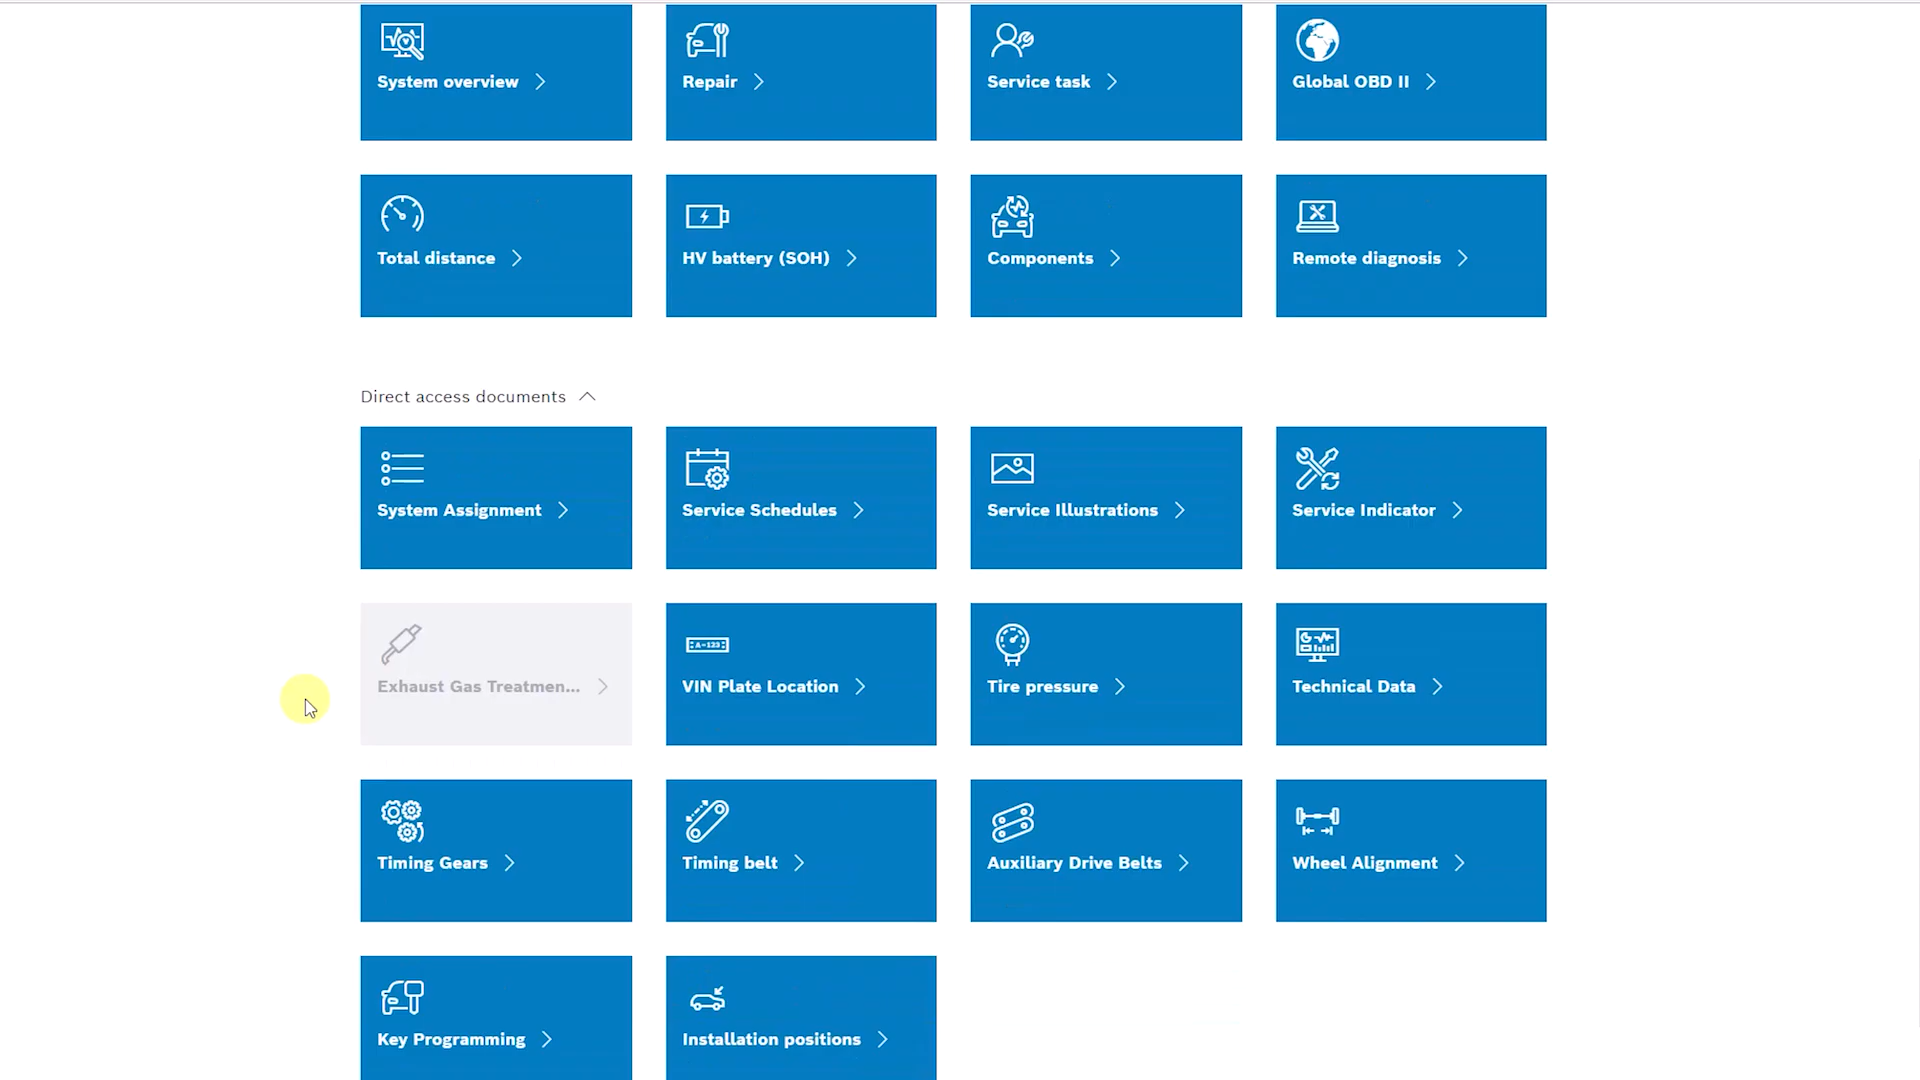 System overview
Repair
Service task
Global OBD II
Total distance
HV battery (SOH)
Components
Remote diagnosis
Direct access documents
System Assignment
Service Schedules
Service Illustrations
Service Indicator
Exhaust Gas Treatmen...
A-123
VIN Plate Location
Tire pressure
Technical Data
Timing Gears
Timing belt
Auxiliary Drive Belts
Wheel Alignment
Key Programming
Installation positions